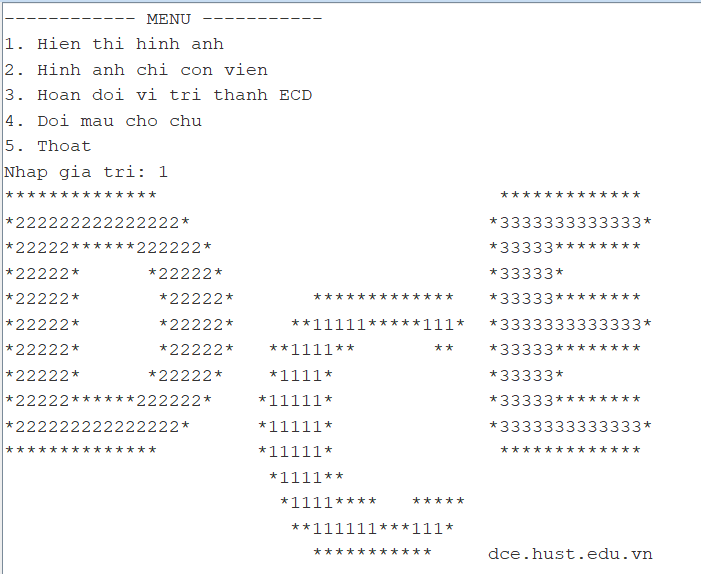 ------------ MENU -----------
1. Hien thi hinh anh
2. Hinh anh chi con vien
3. Hoan doi vi tri thanh ECD
4. Doi mau cho chu
5. Thoat
Nhap gia tri: 1
**************                               *************
*222222222222222*                           *3333333333333*
*22222******222222*                         *33333********
*22222*      *22222*                        *33333*
*22222*       *22222*       *************   *33333********
*22222*       *22222*     **11111*****111*  *3333333333333*
*22222*       *22222*   **1111**       **   *33333********
*22222*      *22222*    *1111*              *33333*
*22222******222222*    *11111*              *33333********
*222222222222222*      *11111*              *3333333333333*
**************         *11111*               *************
                        *1111**
                         *1111****   *****
                          **111111***111*
                            ***********     dce.hust.edu.vn